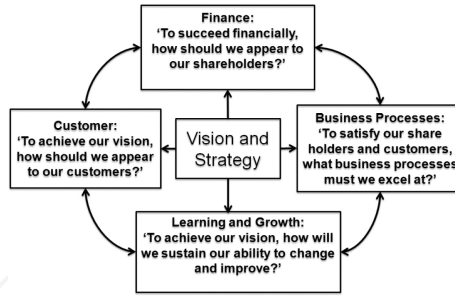 Finance:
‘To succeed financially,
how should we appear to
our shareholders?’
Customer:
‘To achieve our vision,
how should we appear
to our customers?’
Vision and
Strategy
Business Processes:
‘To satisfy our share
holders and customers,
what business processes
must we excel at?’
Learning and Growth:
‘To achieve our vision, how will
we sustain our ability to change
and improve?’